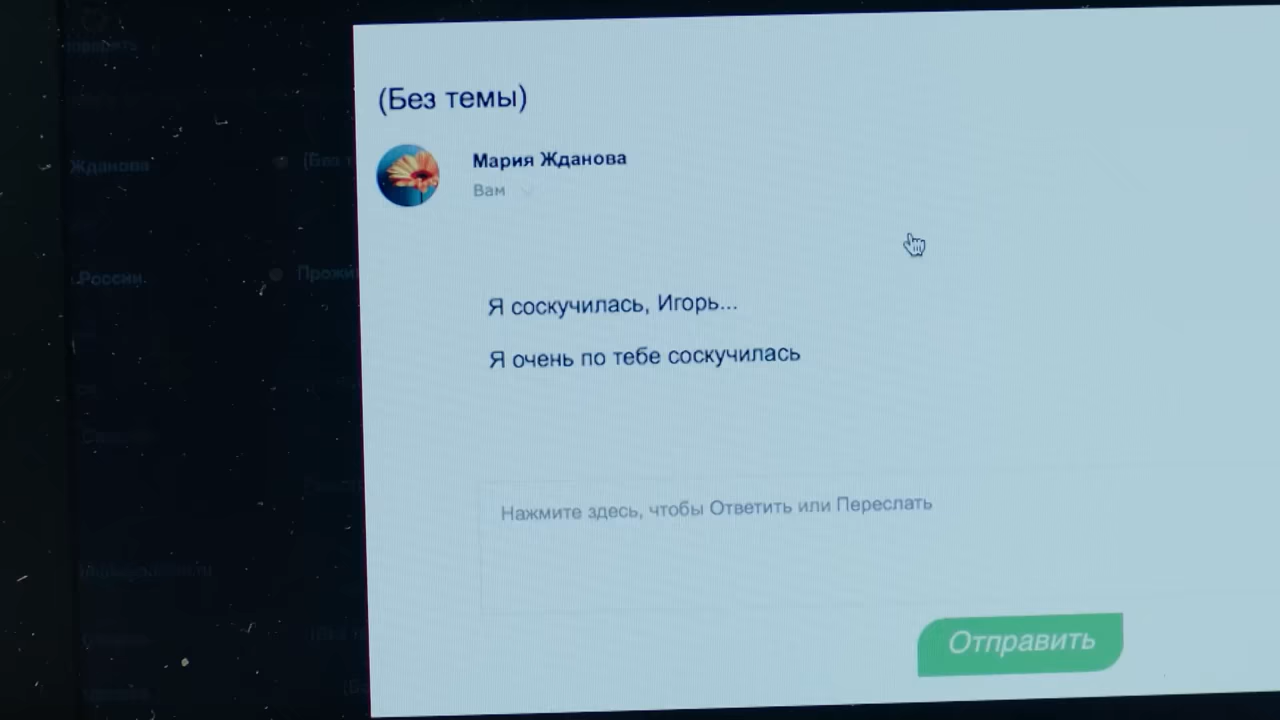 (Без темы)
Мария Жданова
Вам
Я соскучилась, Игорь...
Я очень по тебе соскучилась
Нажмите здесь, чтобы Ответить или Переслать
Отправить
Жданова
России